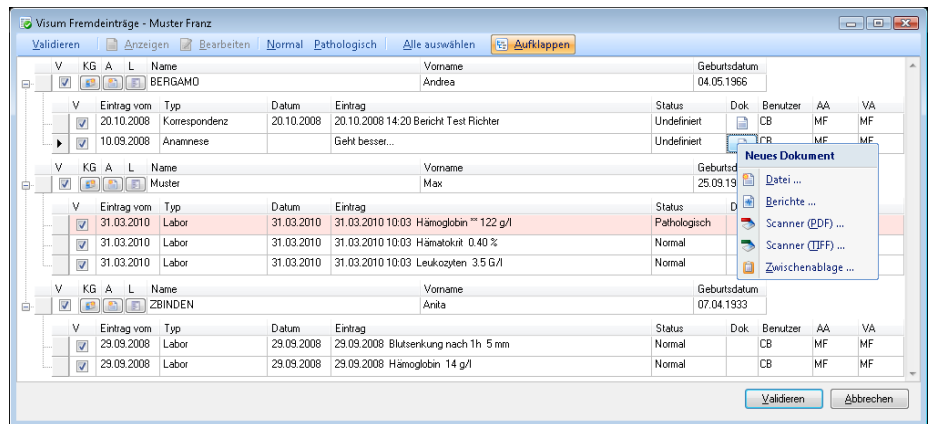 Visum Fremdeinträge - Muster Franz
Validieren Anzeigen Bearbeiten Normal Pathologisch Alle auswählen Aufklappen
V KG A L Name Vorname Geburtsdatum
BERGAMO Andrea 04.05.1966
V Eintrag vom Typ Datum Eintrag Status Dok Benutzer AA VA
20.10.2008 Korrespondenz 20.10.2008 20.10.2008 14:20 Bericht Test Richter Undefiniert CB MF MF
10.09.2008 Anamnese Geht besser... Undefiniert CB MF MF
Neues Dokument
V KG A L Name Vorname
Muster Max
Datei ...
V Eintrag vom Typ Datum Eintrag Status
Berichte ...
31.03.2010 Labor 31.03.2010 31.03.2010 10:03 Hämoglobin ** 122 g/l Pathologisch
Scanner (PDF) ...
31.03.2010 Labor 31.03.2010 31.03.2010 10:03 Hämatokrit 0.40 % Normal
Scanner (TIFF) ...
31.03.2010 Labor 31.03.2010 31.03.2010 10:03 Leukozyten 3.5 G/l Normal
Zwischenablage ...
V KG A L Name Vorname Geburtsdatum
ZBINDEN Anita 07.04.1933
V Eintrag vom Typ Datum Eintrag Status Dok Benutzer AA VA
29.09.2008 Labor 29.09.2008 29.09.2008 Blutsenkung nach 1h 5 mm Normal CB MF MF
29.09.2008 Labor 29.09.2008 29.09.2008 Hämoglobin 14 g/l Normal CB MF MF
Validieren Abbrechen